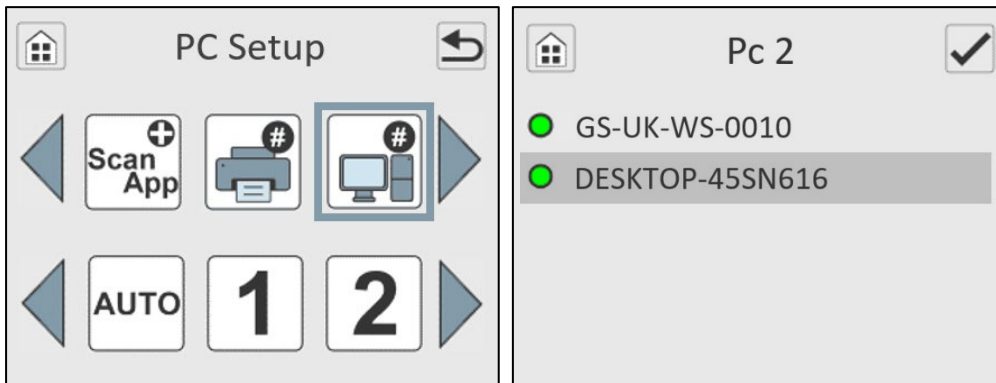 PC Setup
Scan
App
#
#
AUTO
1
2
Pc 2
GS-UK-WS-0010
DESKTOP-45SN616